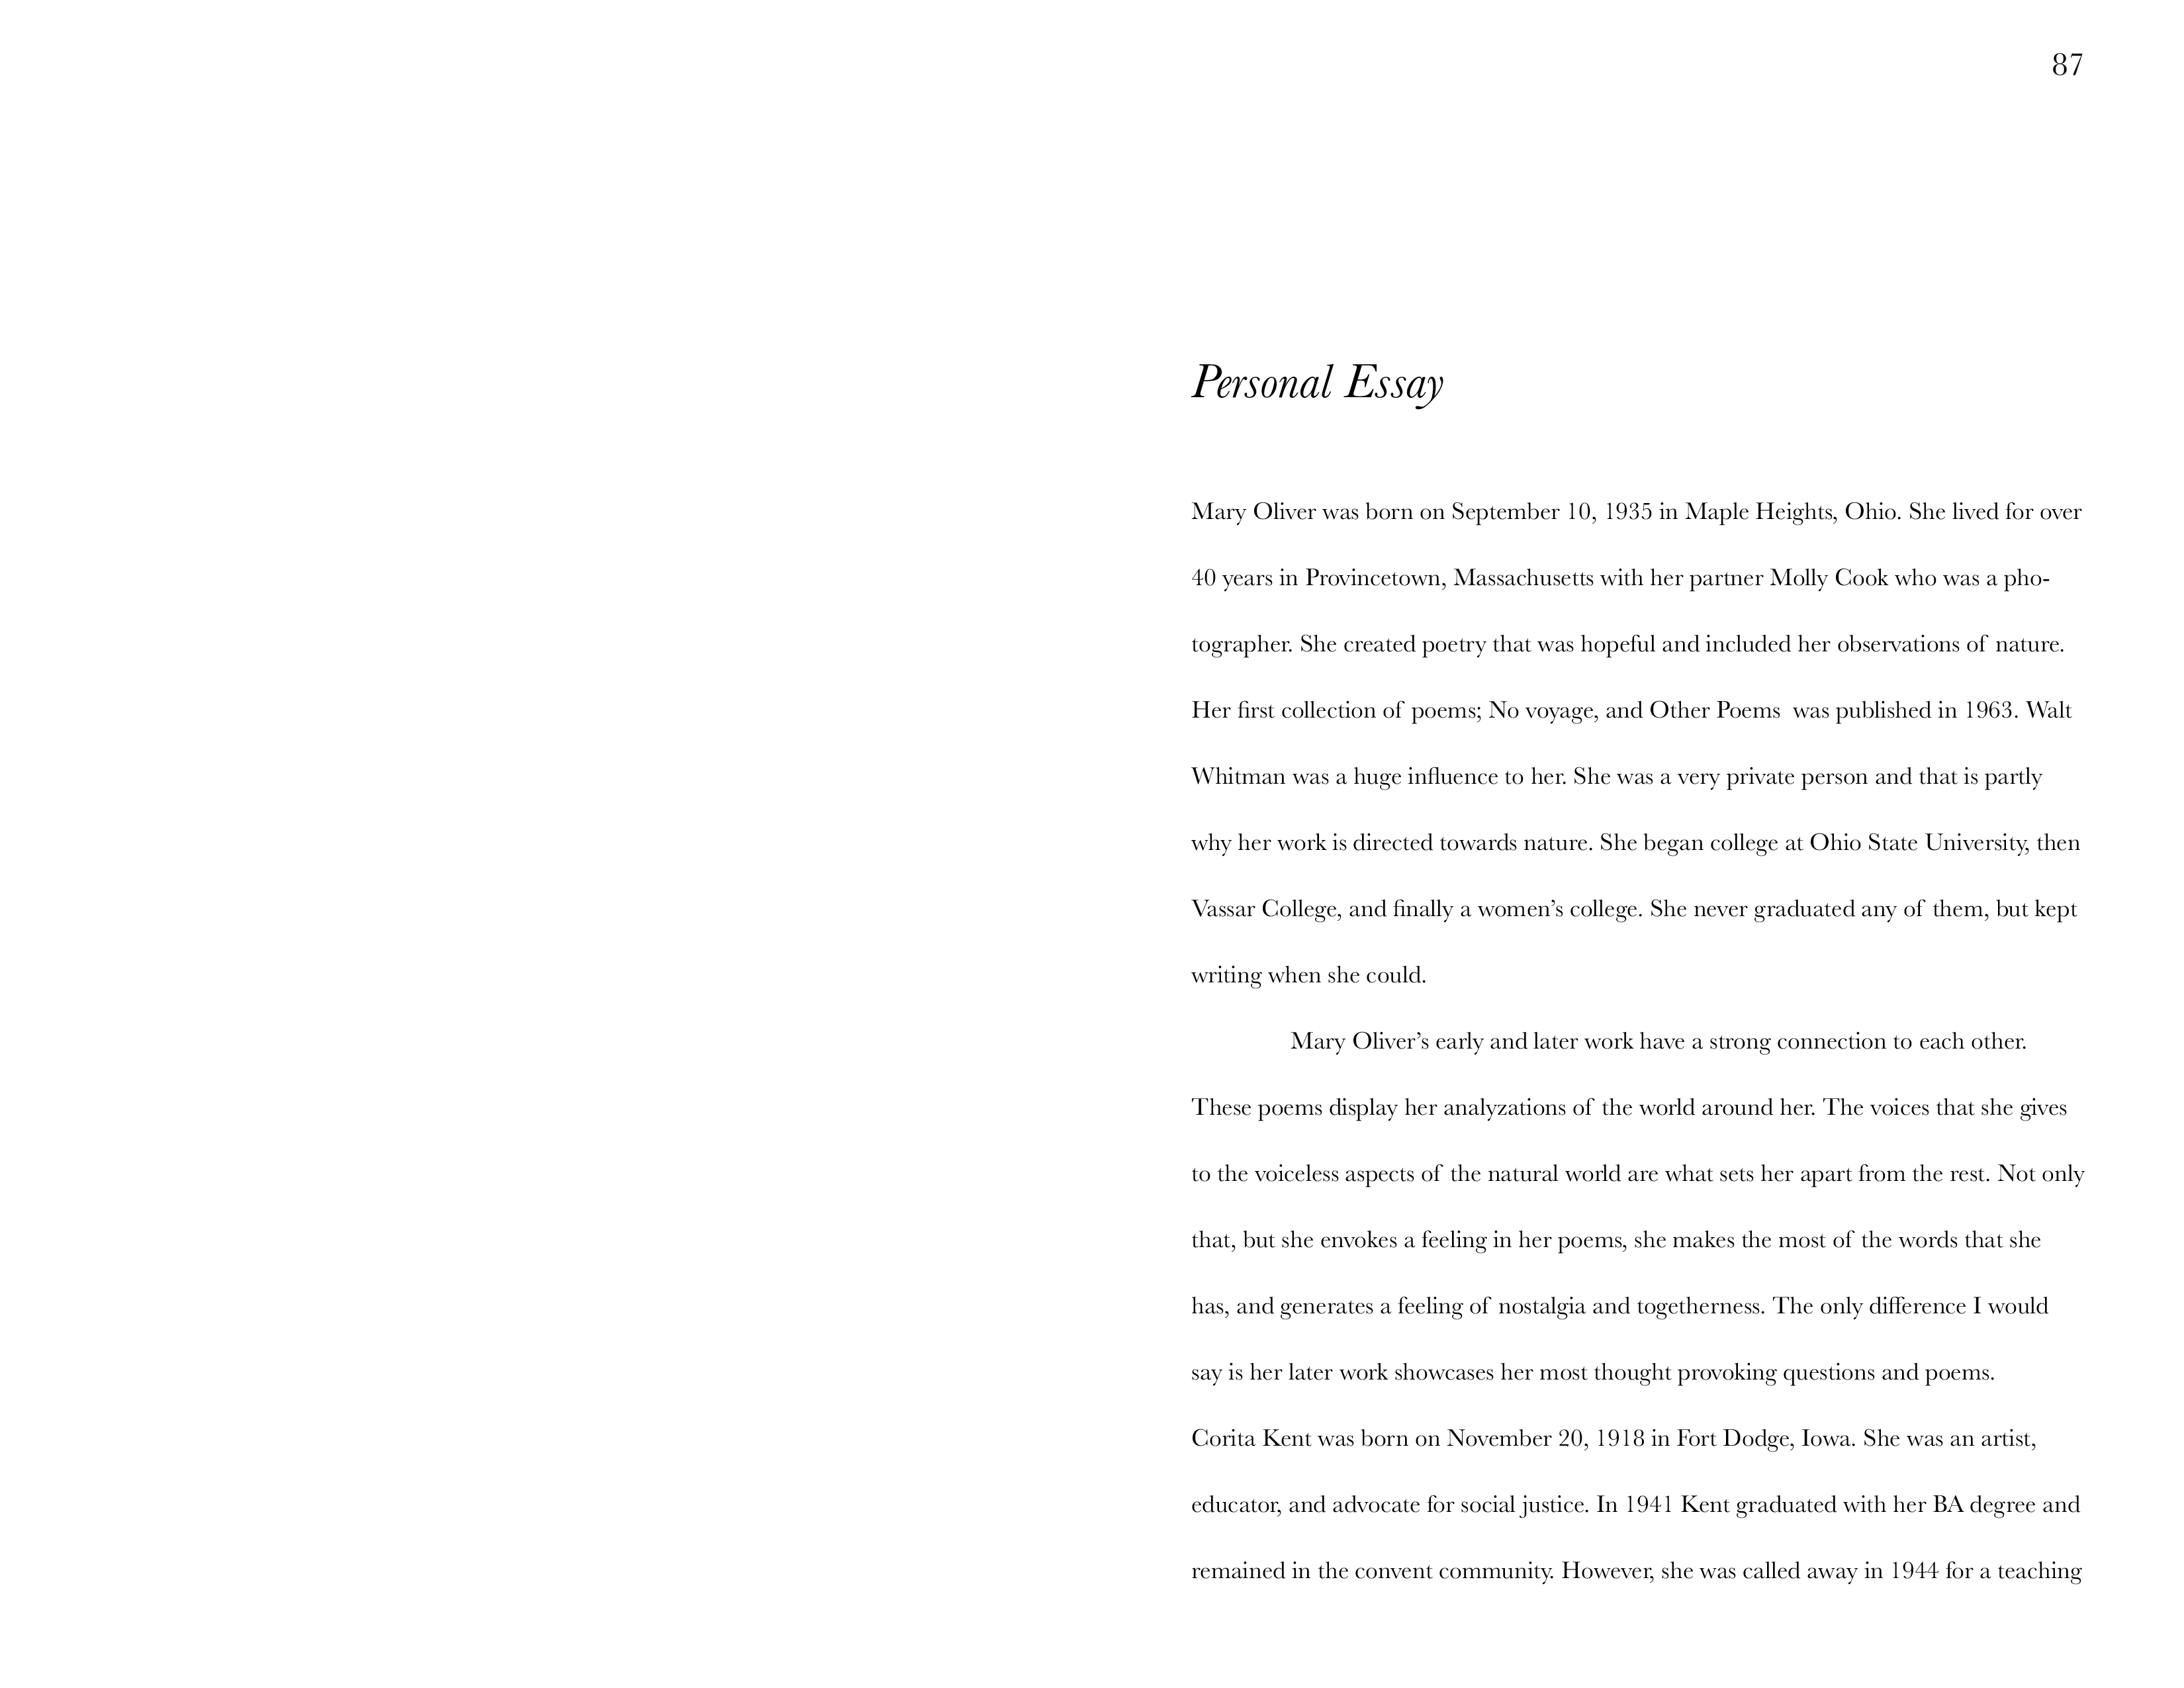 87
Personal Essay
Mary Oliver was born on September 10, 1935 in Maple Heights, Ohio. She lived for over
40 years in Provincetown, Massachusetts with her partner Molly Cook who was a pho-
tographer. She created poetry that was hopeful and included her observations of nature.
Her first collection of poems; No voyage, and Other Poems  was published in 1963. Walt
Whitman was a huge influence to her. She was a very private person and that is partly
why her work is directed towards nature. She began college at Ohio State University, then
Vassar College, and finally a women’s college. She never graduated any of them, but kept
writing when she could.
Mary Oliver’s early and later work have a strong connection to each other.
These poems display her analyzations of the world around her. The voices that she gives
to the voiceless aspects of the natural world are what sets her apart from the rest. Not only
that, but she envokes a feeling in her poems, she makes the most of the words that she
has, and generates a feeling of nostalgia and togetherness. The only difference I would
say is her later work showcases her most thought provoking questions and poems.
Corita Kent was born on November 20, 1918 in Fort Dodge, Iowa. She was an artist,
educator, and advocate for social justice. In 1941 Kent graduated with her BA degree and
remained in the convent community. However, she was called away in 1944 for a teaching